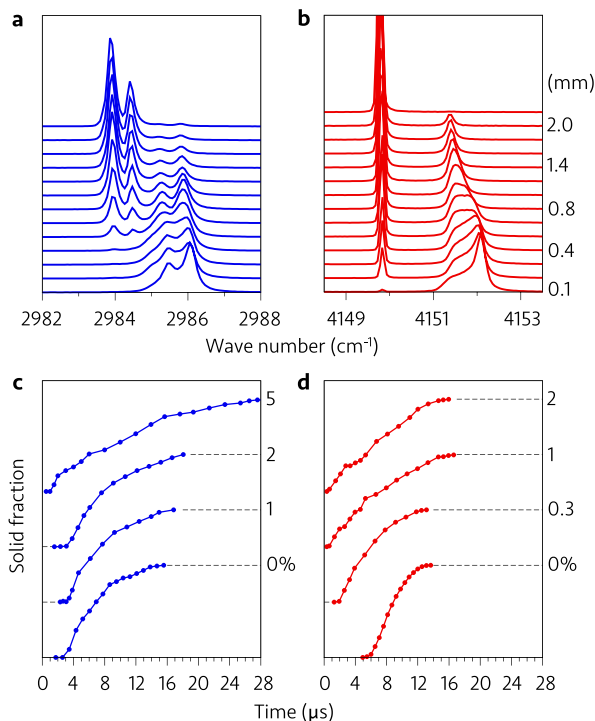 a
b
(mm)
2.0
1.4
0.8
0.4
0.1
2982 2984 2986 2988
4149 4151 4153
Wave number (cm-1)
c
d
5
2
1
0%
2
1
0.3
0%
Solid fraction
0 4 8 12 16 20 24 28
0 4 8 12 16 20 24 28
Time (μs)